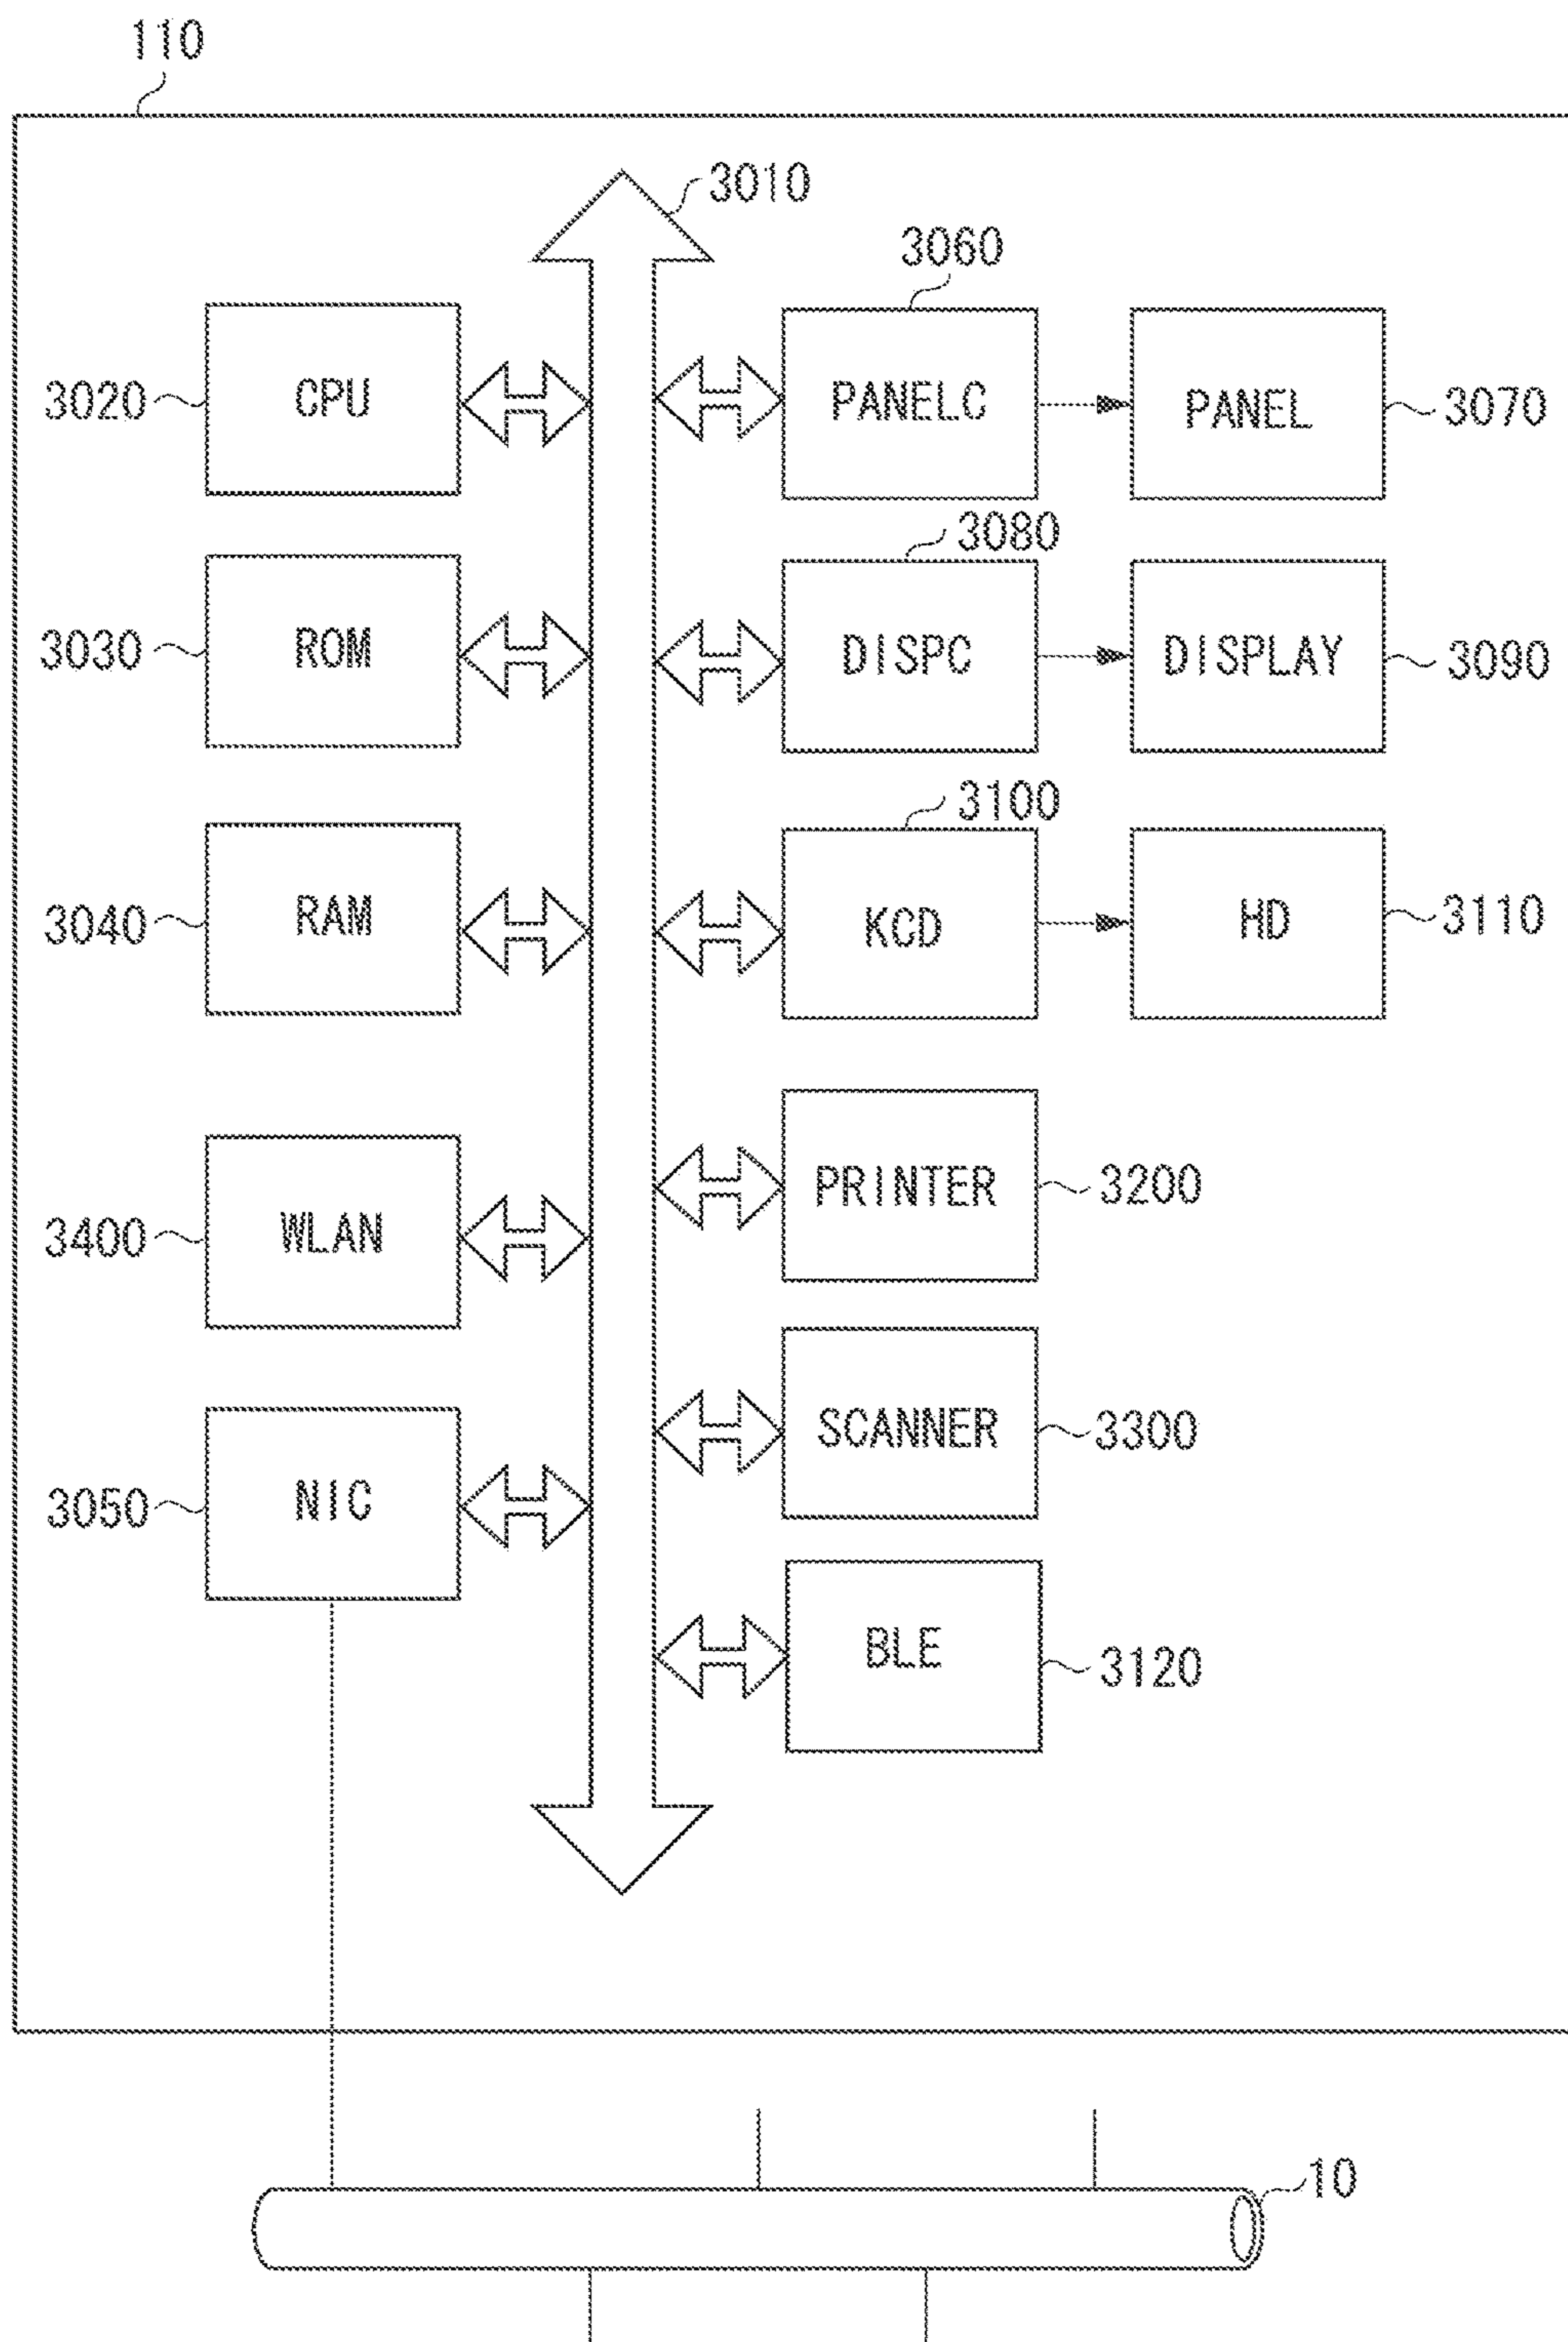 110
3010
3060
3020
CPU
PANELC
PANEL
3070
3080
3030
ROM
DISPC
DISPLAY
3090
3100
3040
RAM
KCD
HD
3110
PRINTER
3200
3400
WLAN
SCANNER
3300
3050
NIC
BLE
3120
10